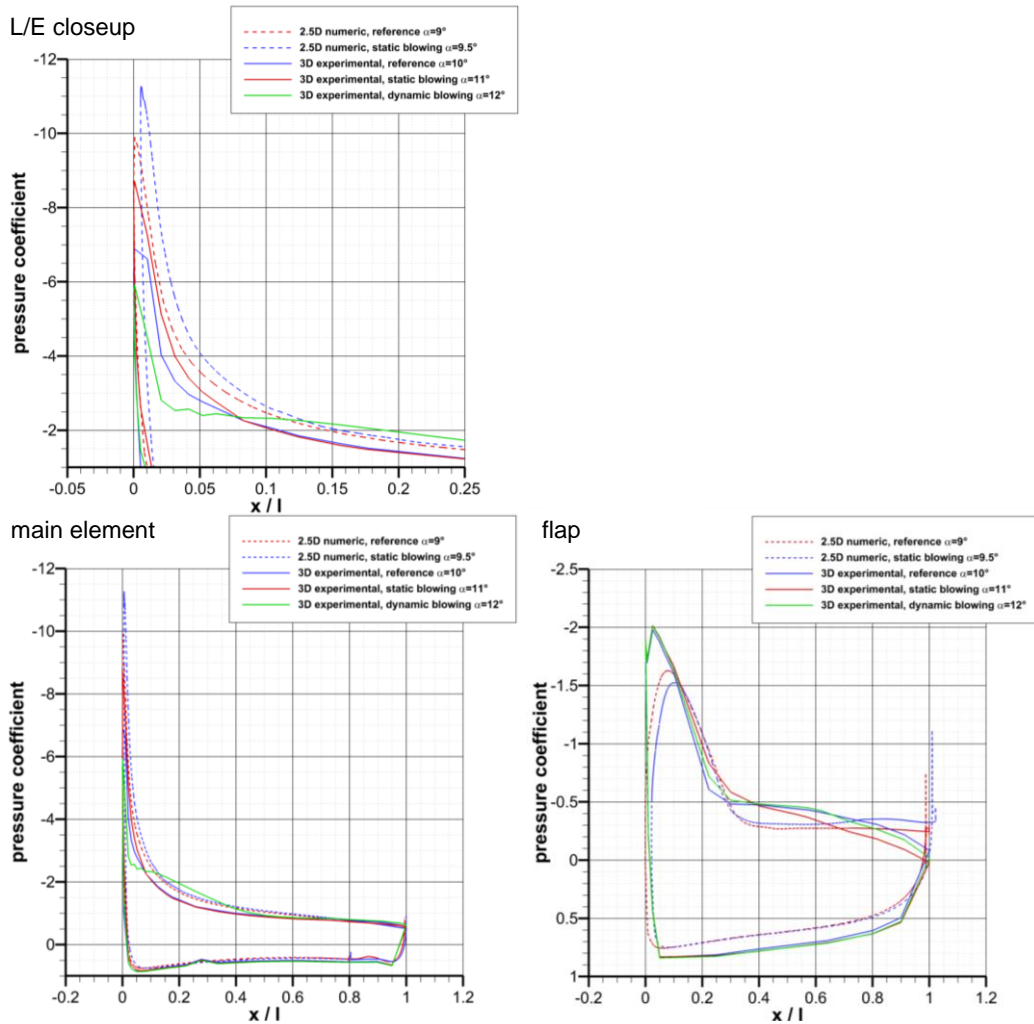 L/E closeup
2.5D numeric, reference α=9°
2.5D numeric, static blowing α=9.5°
3D experimental, reference α=10°
3D experimental, static blowing α=11°
3D experimental, dynamic blowing α=12°
pressure coefficient
-12
-10
-8
-6
-4
-2
-0.05 0 0.05 0.1 0.15 0.2 0.25
x / l
main element
2.5D numeric, reference α=9°
2.5D numeric, static blowing α=9.5°
3D experimental, reference α=10°
3D experimental, static blowing α=11°
3D experimental, dynamic blowing α=12°
pressure coefficient
-12
-10
-8
-6
-4
-2
0
-0.2 0 0.2 0.4 0.6 0.8 1 1.2
x / l
flap
2.5D numeric, reference α=9°
2.5D numeric, static blowing α=9.5°
3D experimental, reference α=10°
3D experimental, static blowing α=11°
3D experimental, dynamic blowing α=12°
pressure coefficient
-2.5
-2
-1.5
-1
-0.5
0
0.5
1
-0.2 0 0.2 0.4 0.6 0.8 1 1.2
x / l